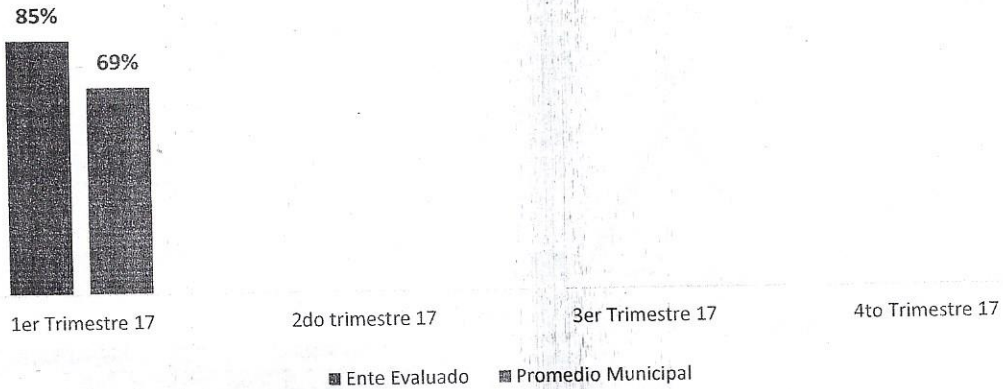 85%
69%
1er Trimestre 17
2do trimestre 17
3er Trimestre 17
4to Trimestre 17
Ente Evaluado
Promedio Municipal